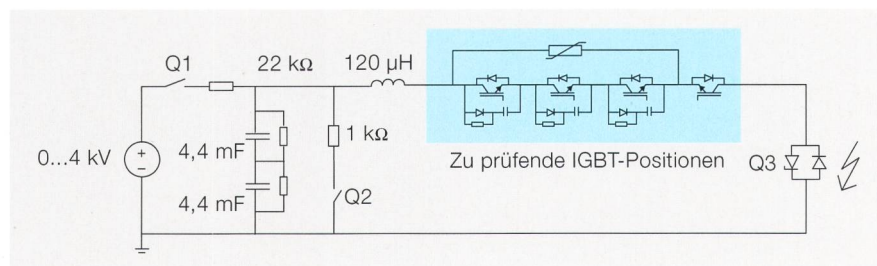 Q1
22 kΩ
120 µH
0...4 kV
4,4 mF
4,4 mF
1 kΩ
Q2
Zu prüfende IGBT-Positionen
Q3